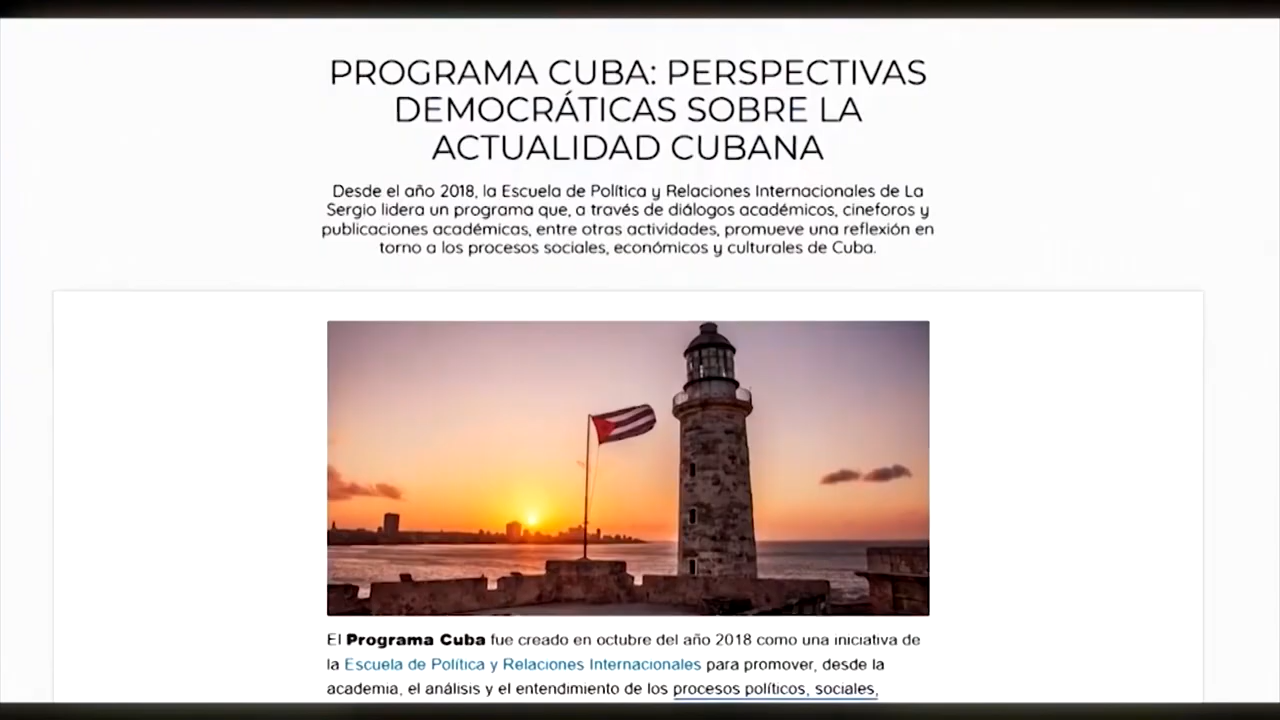 PROGRAMA CUBA: PERSPECTIVAS
DEMOCRÁTICAS SOBRE LA
ACTUALIDAD CUBANA
Desde el año 2018, la Escuela de Política y Relaciones Internacionales de La
Sergio lidera un programa que, a través de diálogos académicos, cineforos y
publicaciones académicas, entre otras actividades, promueve una reflexión en
torno a los procesos sociales, económicos y culturales de Cuba.
El Programa Cuba fue creado en octubre del año 2018 como una iniciativa de
la Escuela de Política y Relaciones Internacionales para promover, desde la
academia, el análisis y el entendimiento de los procesos políticos, sociales,